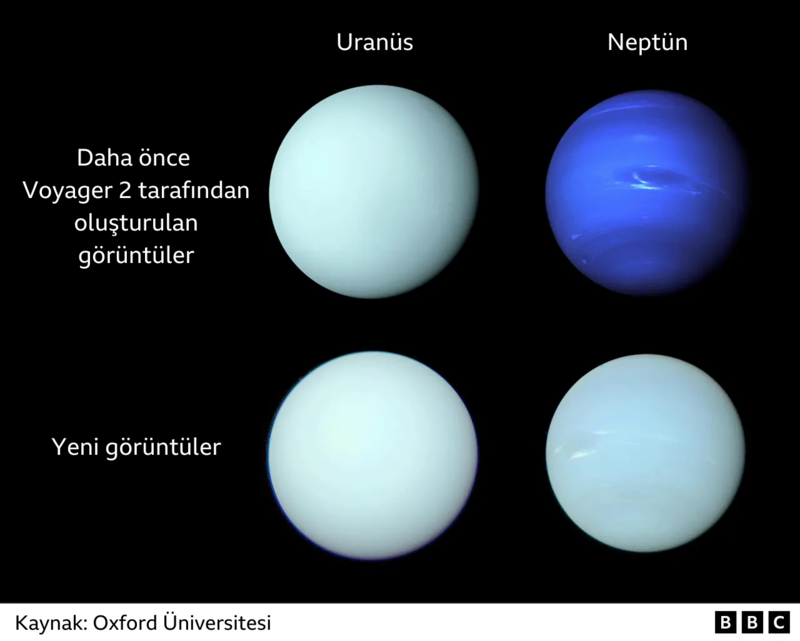 Uranüs
Neptün
Daha önce
Voyager 2 tarafından
oluşturulan
görüntüler
Yeni görüntüler
Kaynak: Oxford Üniversitesi
BBC